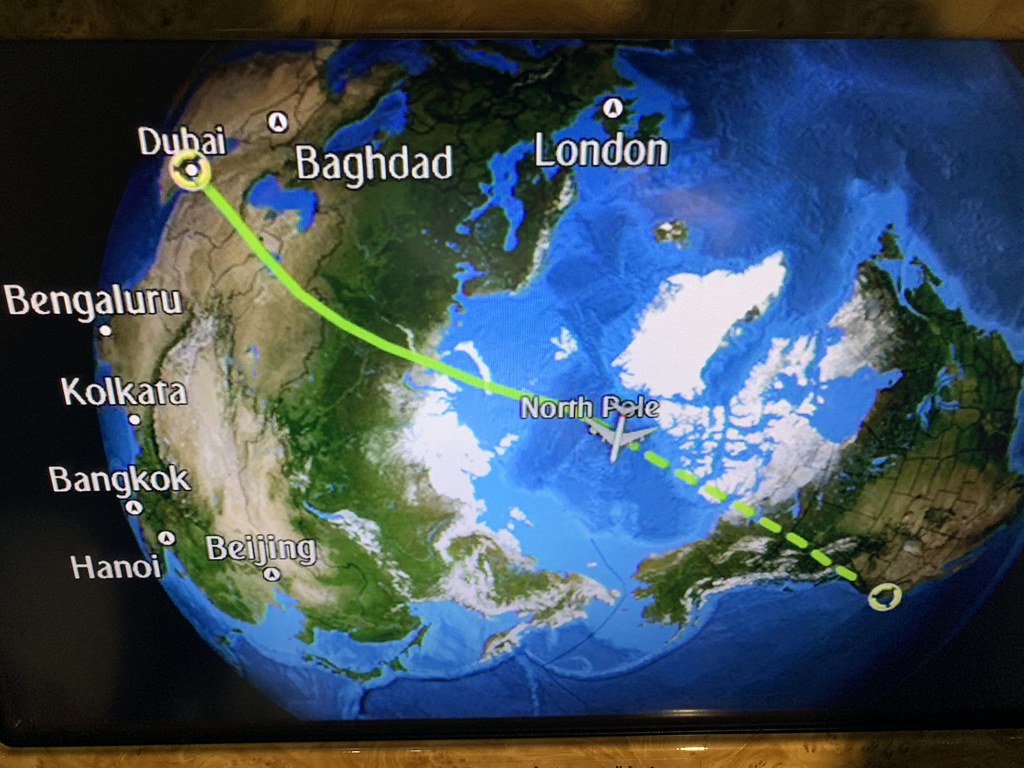 Dubai
Baghdad
London
Bengaluru
Kolkata
North Pole
Bangkok
Hanoi
Beijing